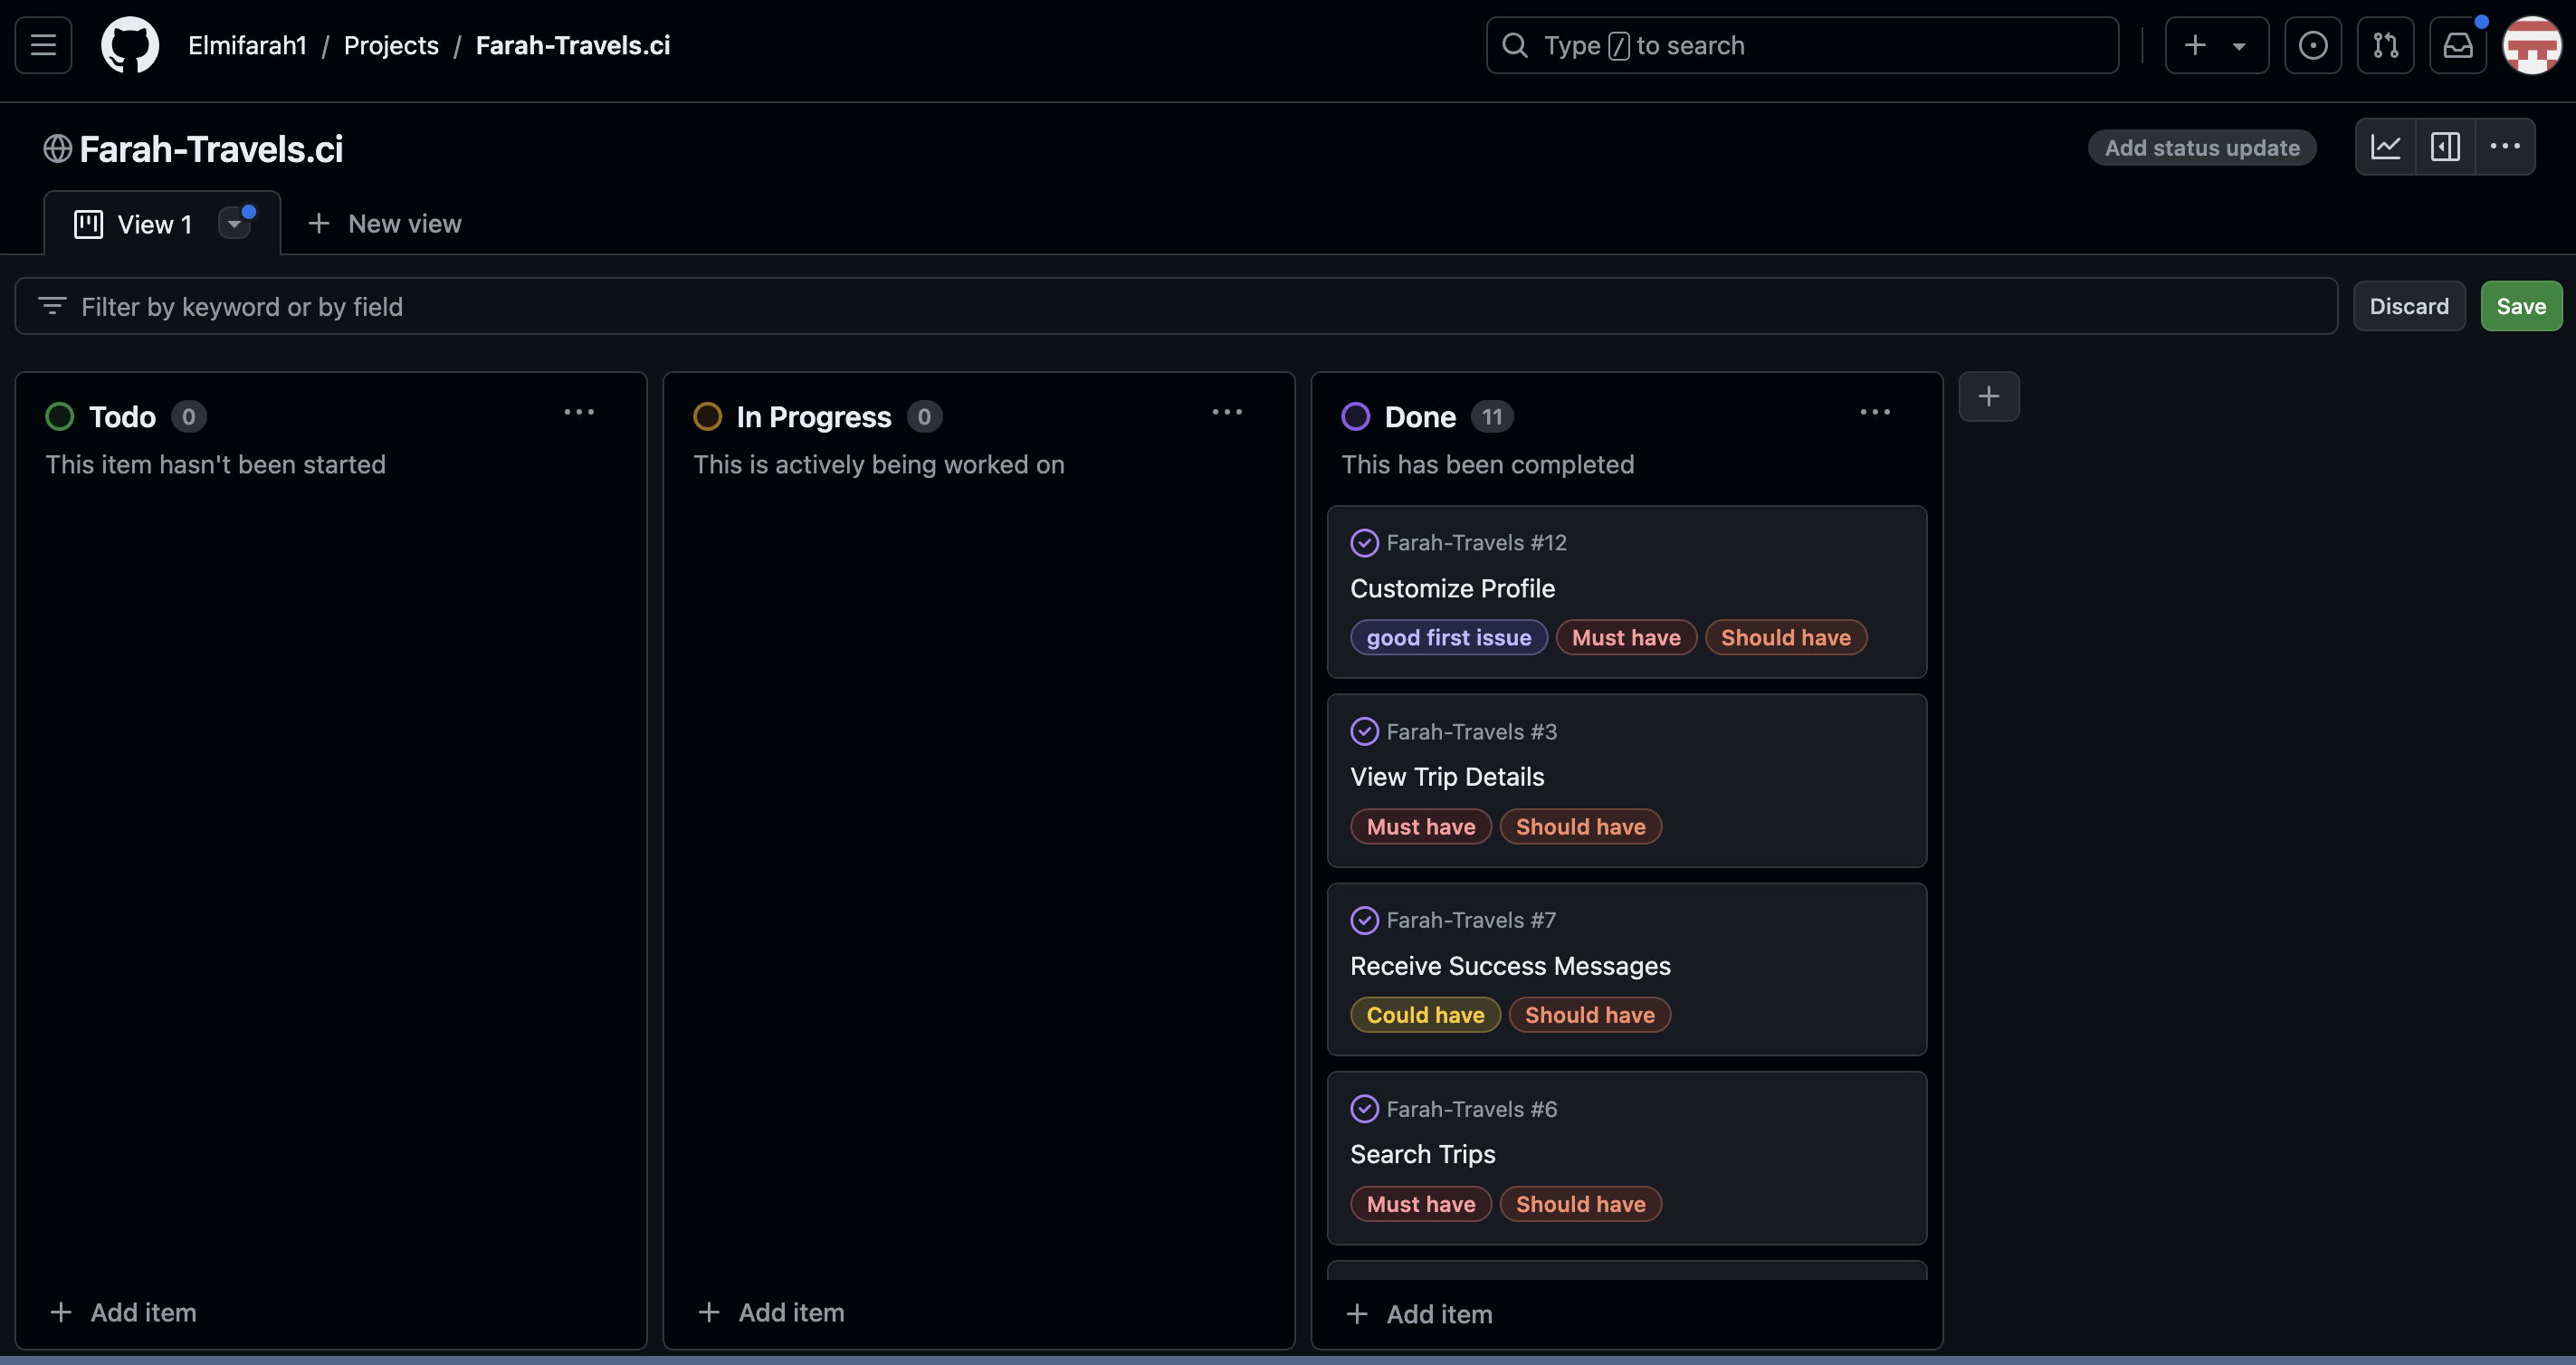 Elmifarah1 / Projects / Farah-Travels.ci
Type / to search
Farah-Travels.ci
Add status update
View 1
New view
Filter by keyword or by field
Discard
Save
Todo 0
This item hasn't been started
In Progress 0
This is actively being worked on
Done 11
This has been completed
Farah-Travels #12
Customize Profile
good first issue Must have Should have
Farah-Travels #3
View Trip Details
Must have Should have
Farah-Travels #7
Receive Success Messages
Could have Should have
Farah-Travels #6
Search Trips
Must have Should have
+ Add item
+ Add item
+ Add item